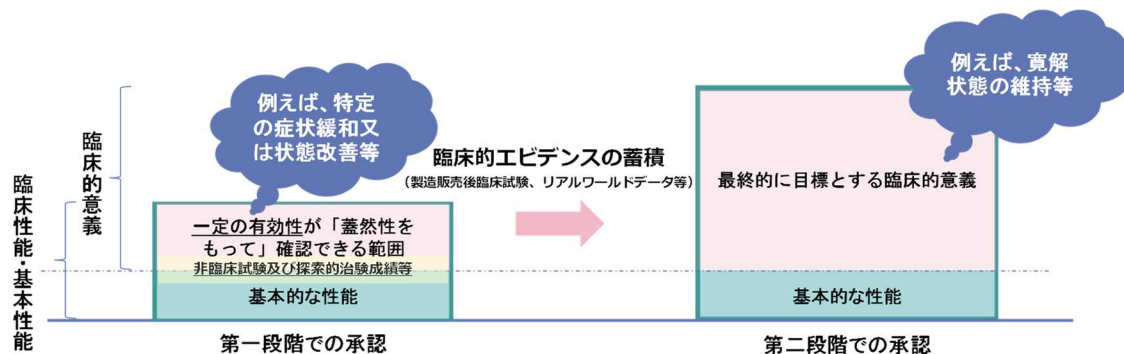 臨床性能・基本性能
臨床的意義
例えば、特定
の症状緩和又
は状態改善等
一定の有効性が「蓋然性を
もって」確認できる範囲
非臨床試験及び探索的治験成績等
基本的な性能
第一段階での承認
臨床的エビデンスの蓄積
(製造販売後臨床試験、リアルワールドデータ等)
例えば、寛解
状態の維持等
最終的に目標とする臨床的意義
基本的な性能
第二段階での承認